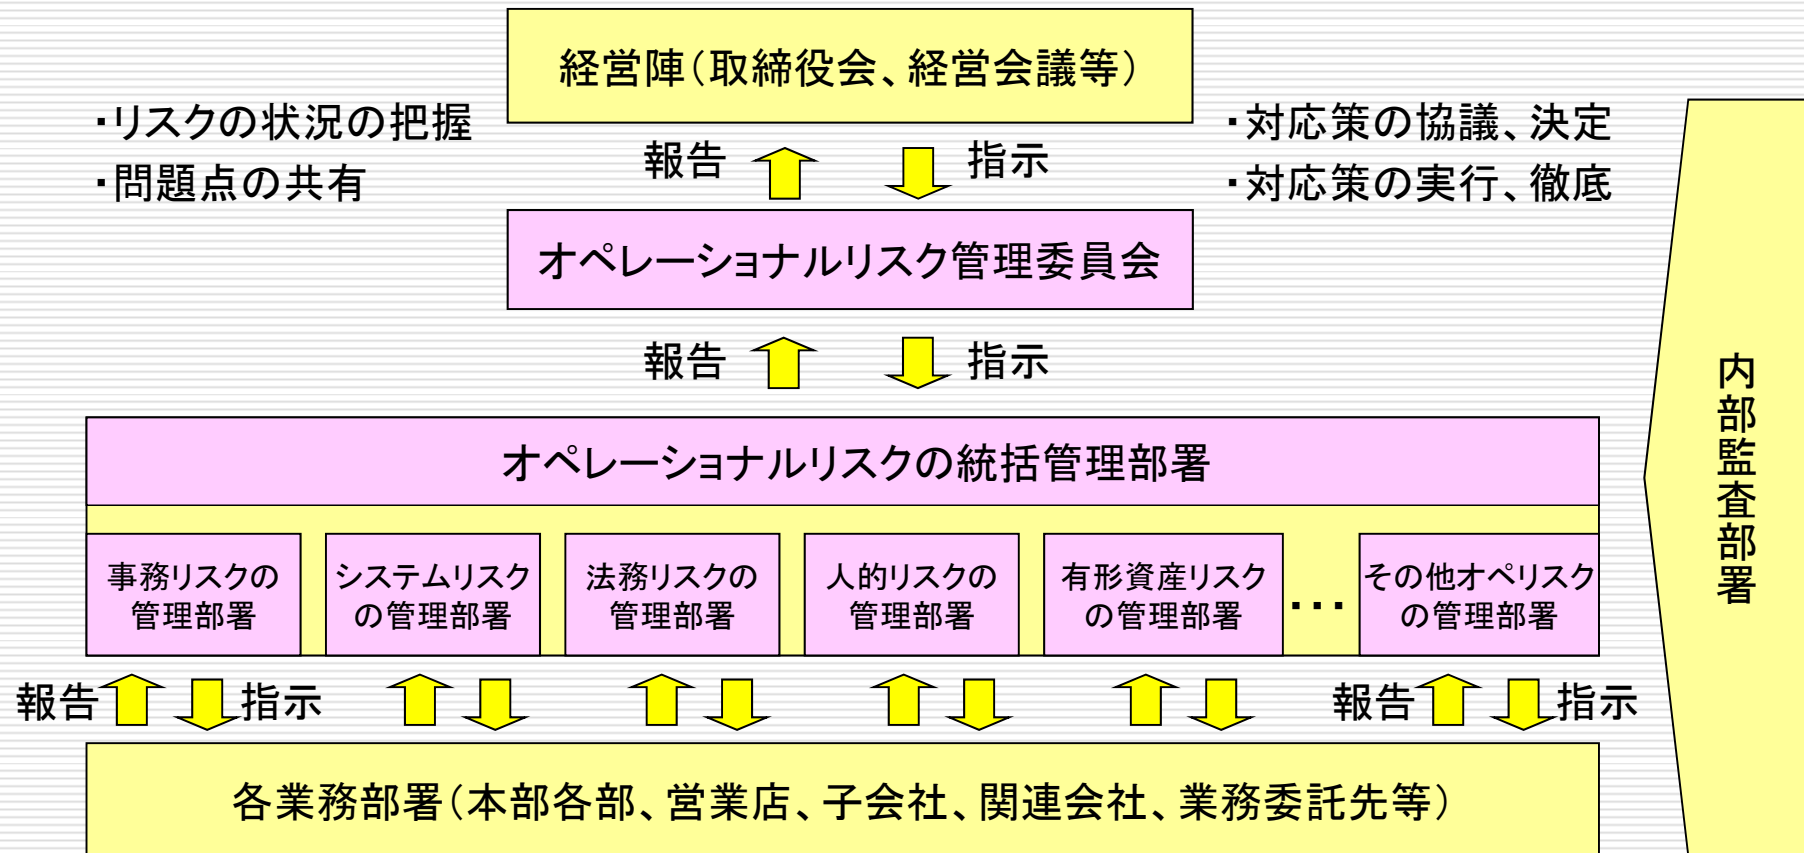 経営陣（取締役会、経営会議等）
・リスクの状況の把握
・問題点の共有
・対応策の協議、決定
・対応策の実行、徹底
報告
指示
オペレーショナルリスク管理委員会
報告
指示
オペレーショナルリスクの統括管理部署
事務リスクの
管理部署
システムリスク
の管理部署
法務リスクの
管理部署
人的リスクの
管理部署
有形資産リスク
の管理部署
・・・
その他オペリスク
の管理部署
報告
指示
報告
指示
各業務部署（本部各部、営業店、子会社、関連会社、業務委託先等）
内部監査部署